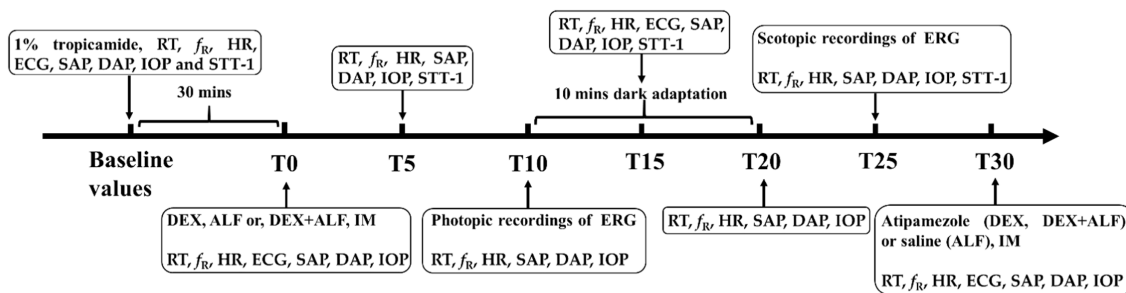 1% tropicamide, RT, fR, HR,
ECG, SAP, DAP, IOP and STT-1
30 mins
RT, fR, HR, SAP,
DAP, IOP, STT-1
RT, fR, HR, ECG, SAP,
DAP, IOP, STT-1
10 mins dark adaptation
Scotopic recordings of ERG
RT, fR, HR, SAP, DAP, IOP, STT-1
Baseline
values
T0
T5
T10
T15
T20
T25
T30
DEX, ALF or, DEX+ALF, IM
RT, fR, HR, ECG, SAP, DAP, IOP
Photopic recordings of ERG
RT, fR, HR, SAP, DAP, IOP
RT, fR, HR, SAP, DAP, IOP
Atipamezole (DEX, DEX+ALF)
or saline (ALF), IM
RT, fR, HR, ECG, SAP, DAP, IOP